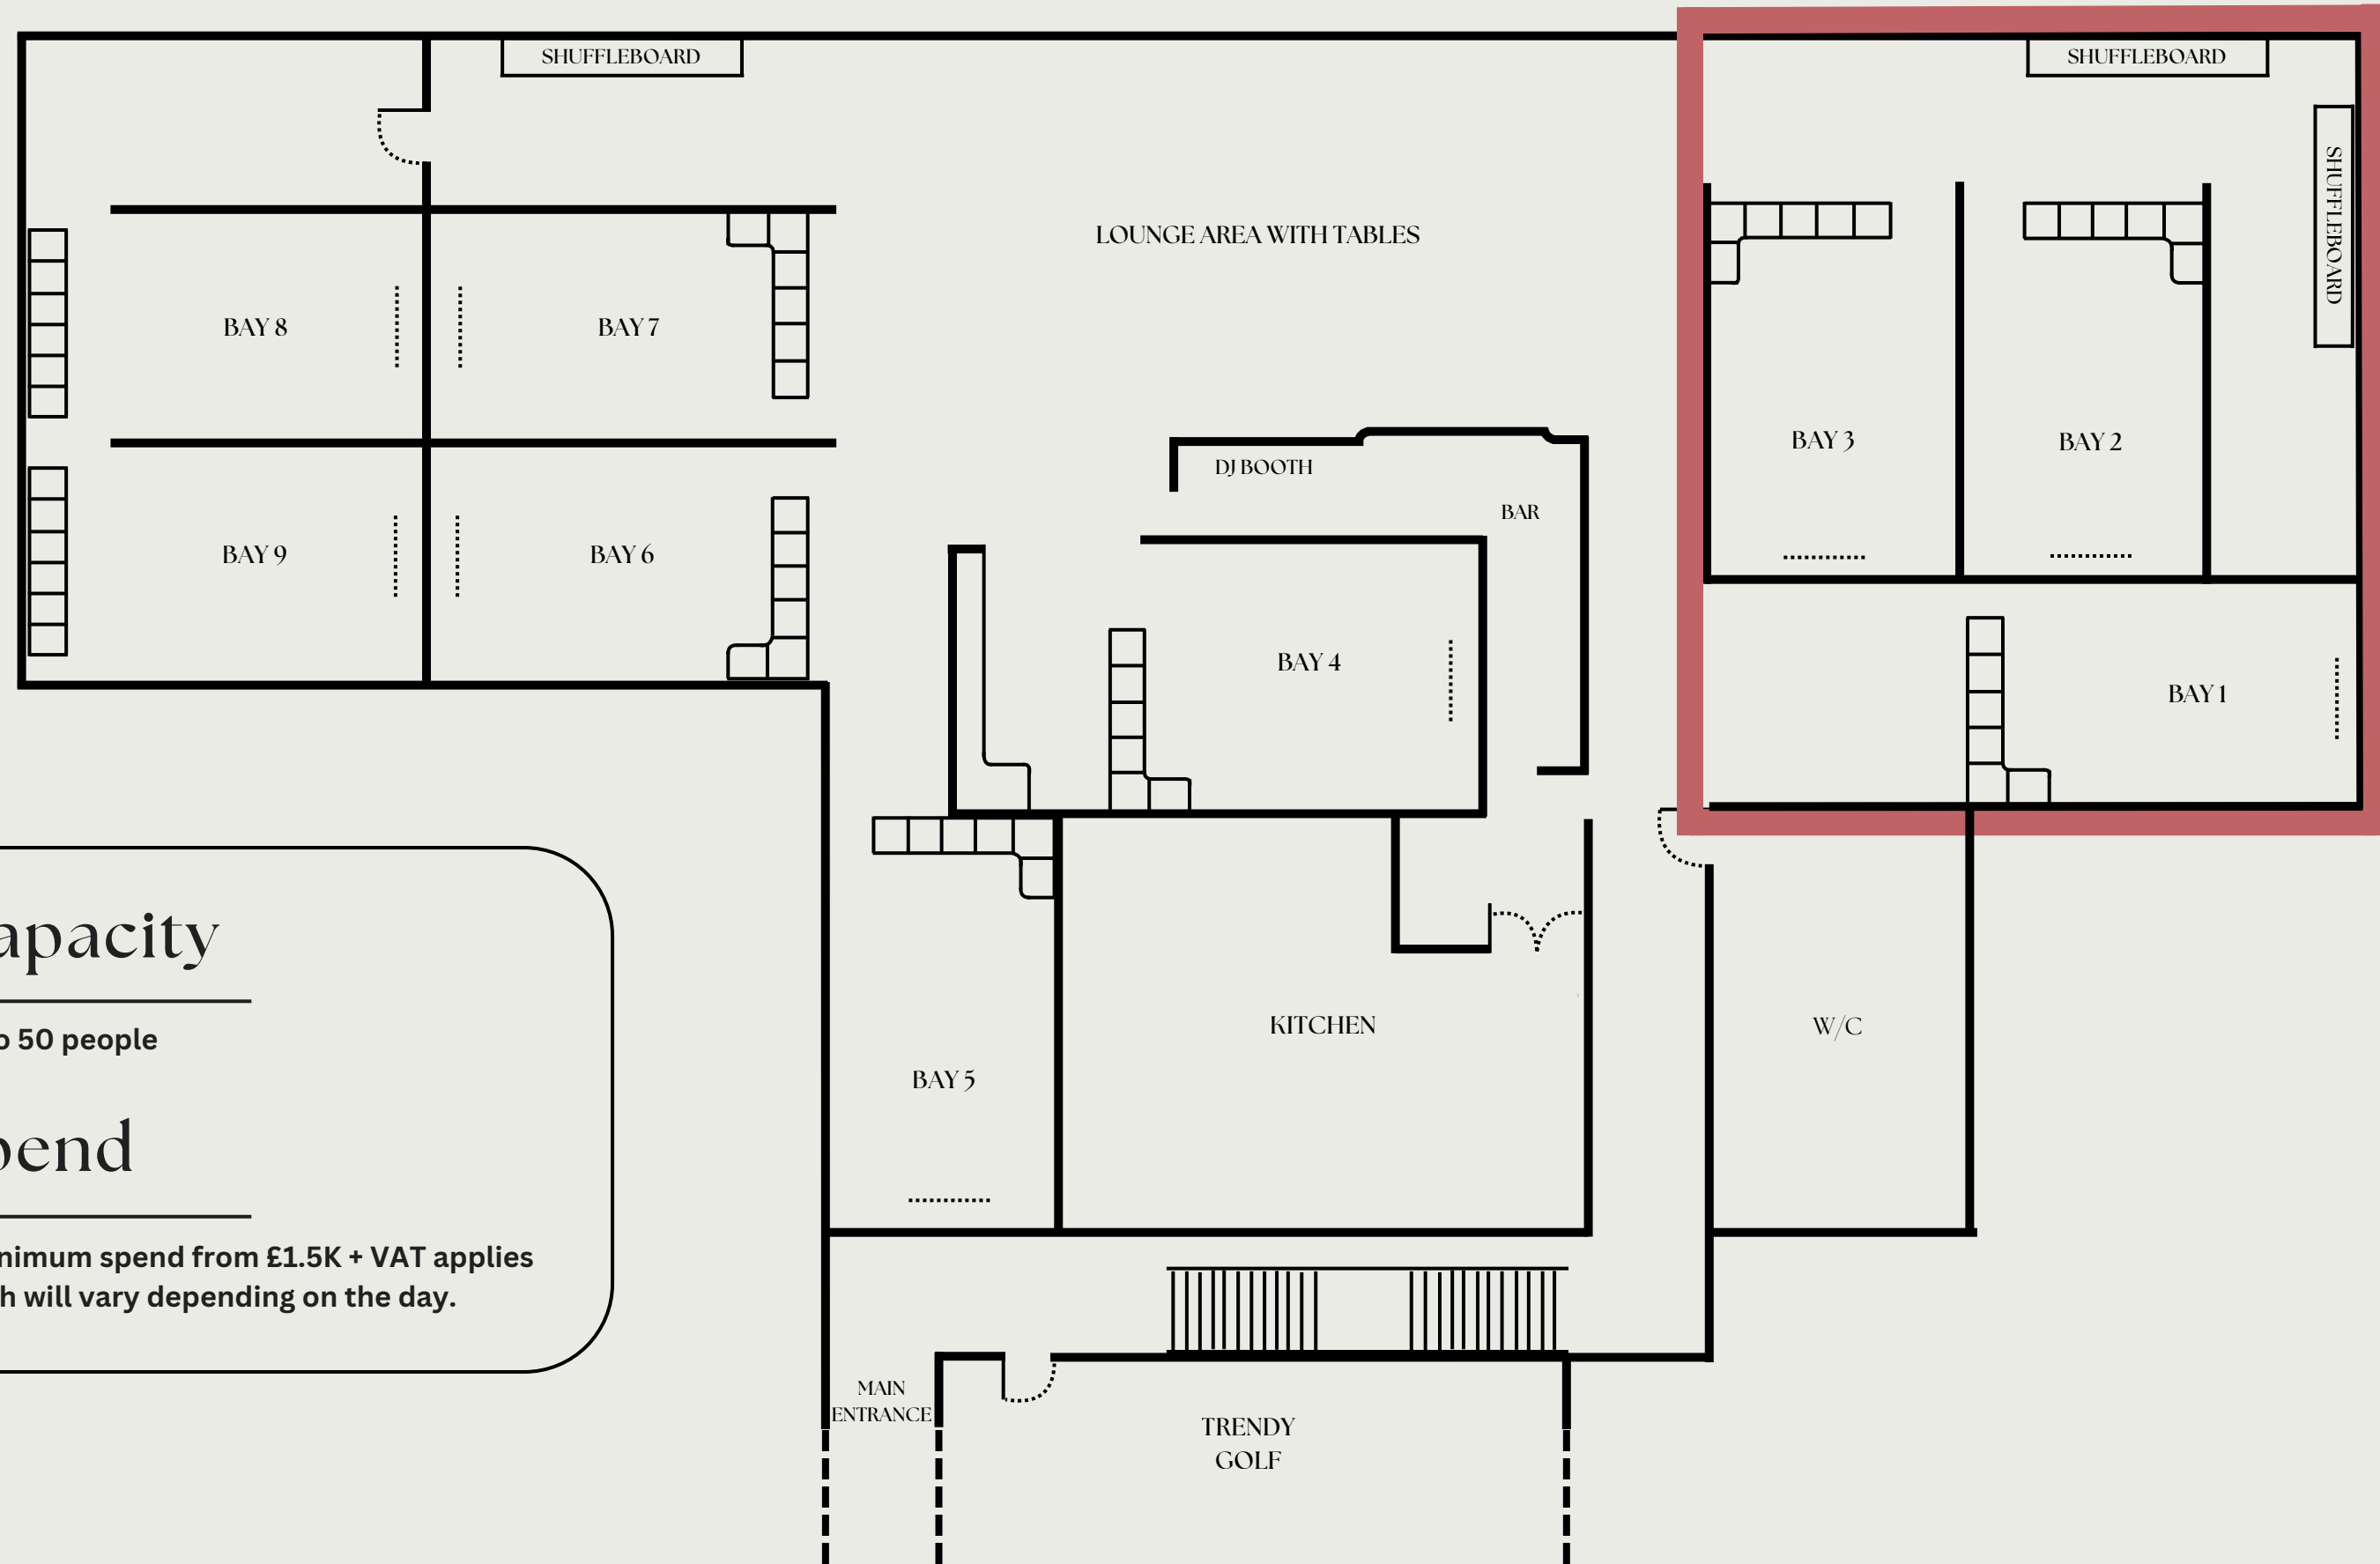 SHUFFLEBOARD
SHUFFLEBOARD
SHUFFLEBOARD
LOUNGE AREA WITH TABLES
BAY 8
BAY 7
BAY 3
BAY 2
DJ BOOTH
BAR
BAY 9
BAY 6
BAY 4
BAY 1
apacity
o 50 people
KITCHEN
W/C
BAY 5
pend
nimum spend from £1.5K + VAT applies
h will vary depending on the day.
MAIN
ENTRANCE
TRENDY
GOLF